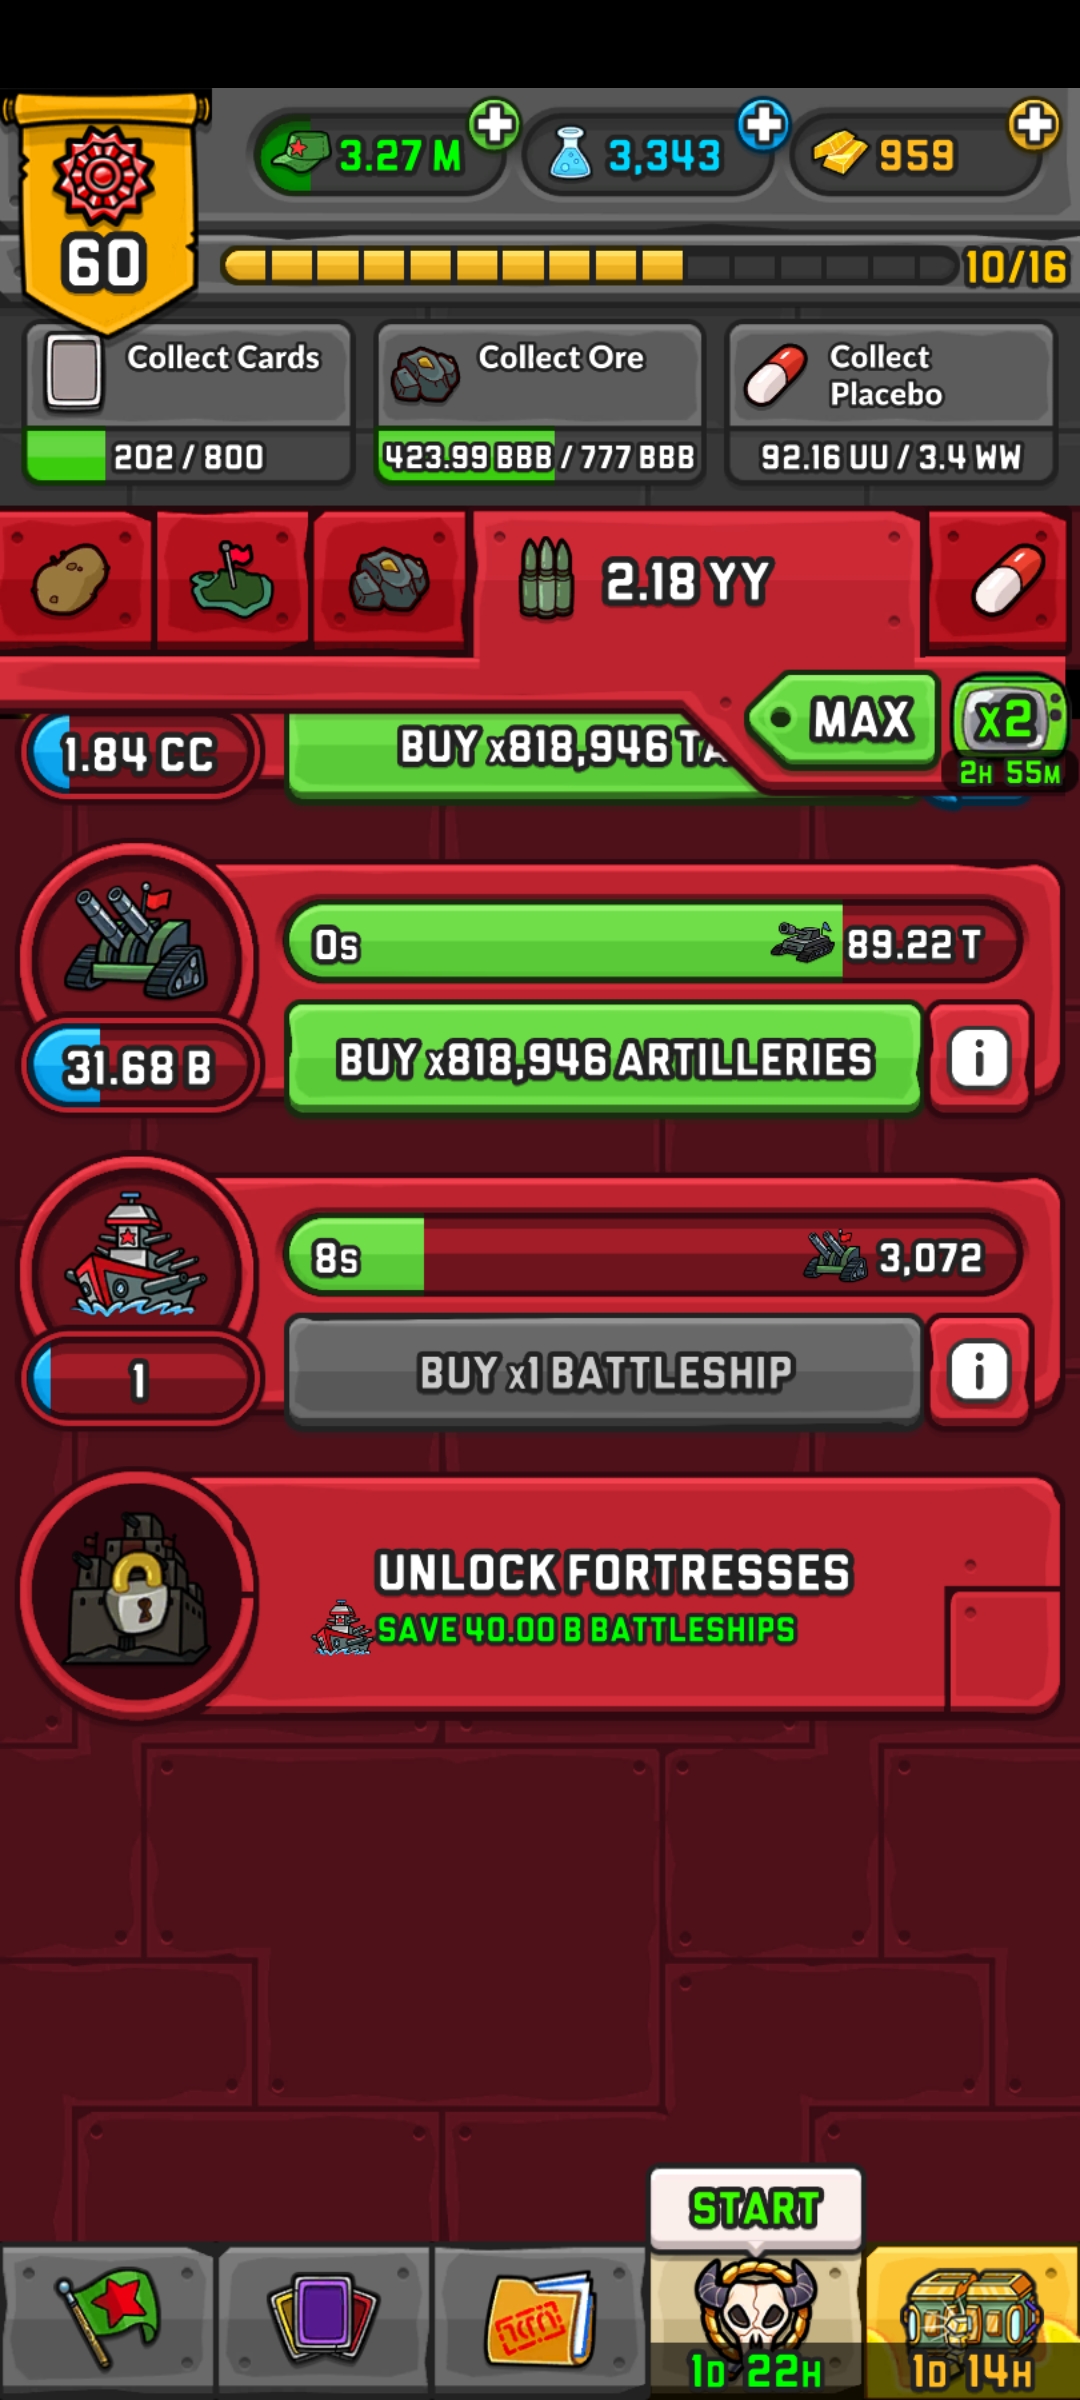 3.27 M
3,343
959
60
10/16
Collect Cards
202 / 800
Collect Ore
423.99 BBB / 777 BBB
Collect
Placebo
92.16 UU / 3.4 WW
2.18 YY
MAX
x2
2H 55M
1.84 CC
BUY x818,946 TA
0s
89.22 T
31.68 B
BUY x818,946 ARTILLERIES
i
8s
3,072
1
BUY x1 BATTLESHIP
i
UNLOCK FORTRESSES
SAVE 40.00 B BATTLESHIPS
START
1D 22H
1D 14H